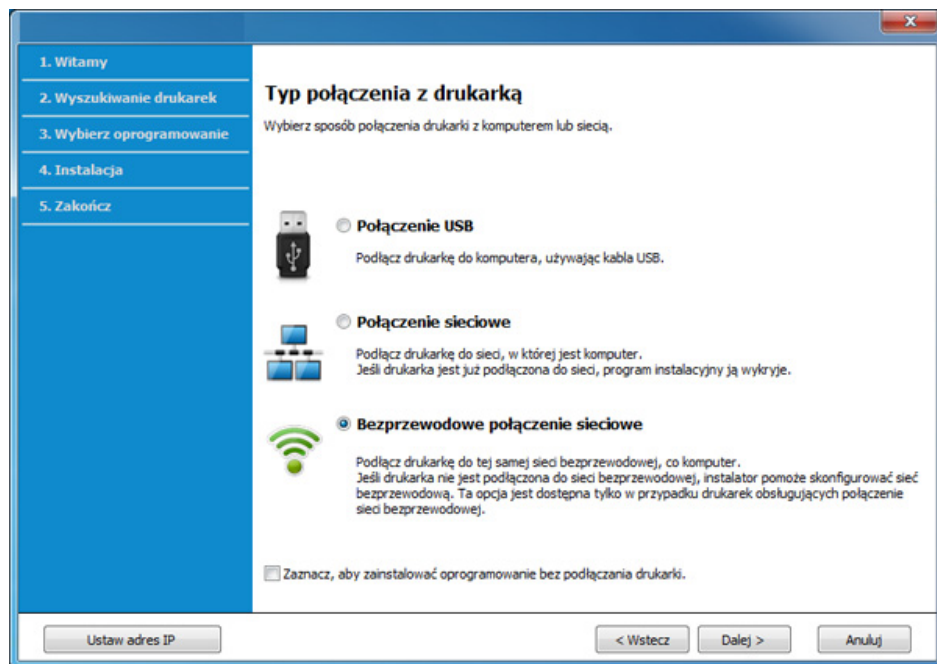 1. Witamy
2. Wyszukiwanie drukarek
3. Wybierz oprogramowanie
4. Instalacja
5. Zakończ
Typ połączenia z drukarką
Wybierz sposób połączenia drukarki z komputerem lub siecią.
Połączenie USB
Podłącz drukarkę do komputera, używając kabla USB.
Połączenie sieciowe
Podłącz drukarkę do sieci, w której jest komputer.
Jeśli drukarka jest już podłączona do sieci, program instalacyjny ją wykryje.
Bezprzewodowe połączenie sieciowe
Podłącz drukarkę do tej samej sieci bezprzewodowej, co komputer.
Jeśli drukarka nie jest podłączona do sieci bezprzewodowej, instalator pomoże skonfigurować sieć
bezprzewodową. Ta opcja jest dostępna tylko w przypadku drukarek obsługujących połączenie
sieci bezprzewodowej.
Zaznacz, aby zainstalować oprogramowanie bez podłączania drukarki.
Ustaw adres IP
< Wstecz
Dalej >
Anuluj